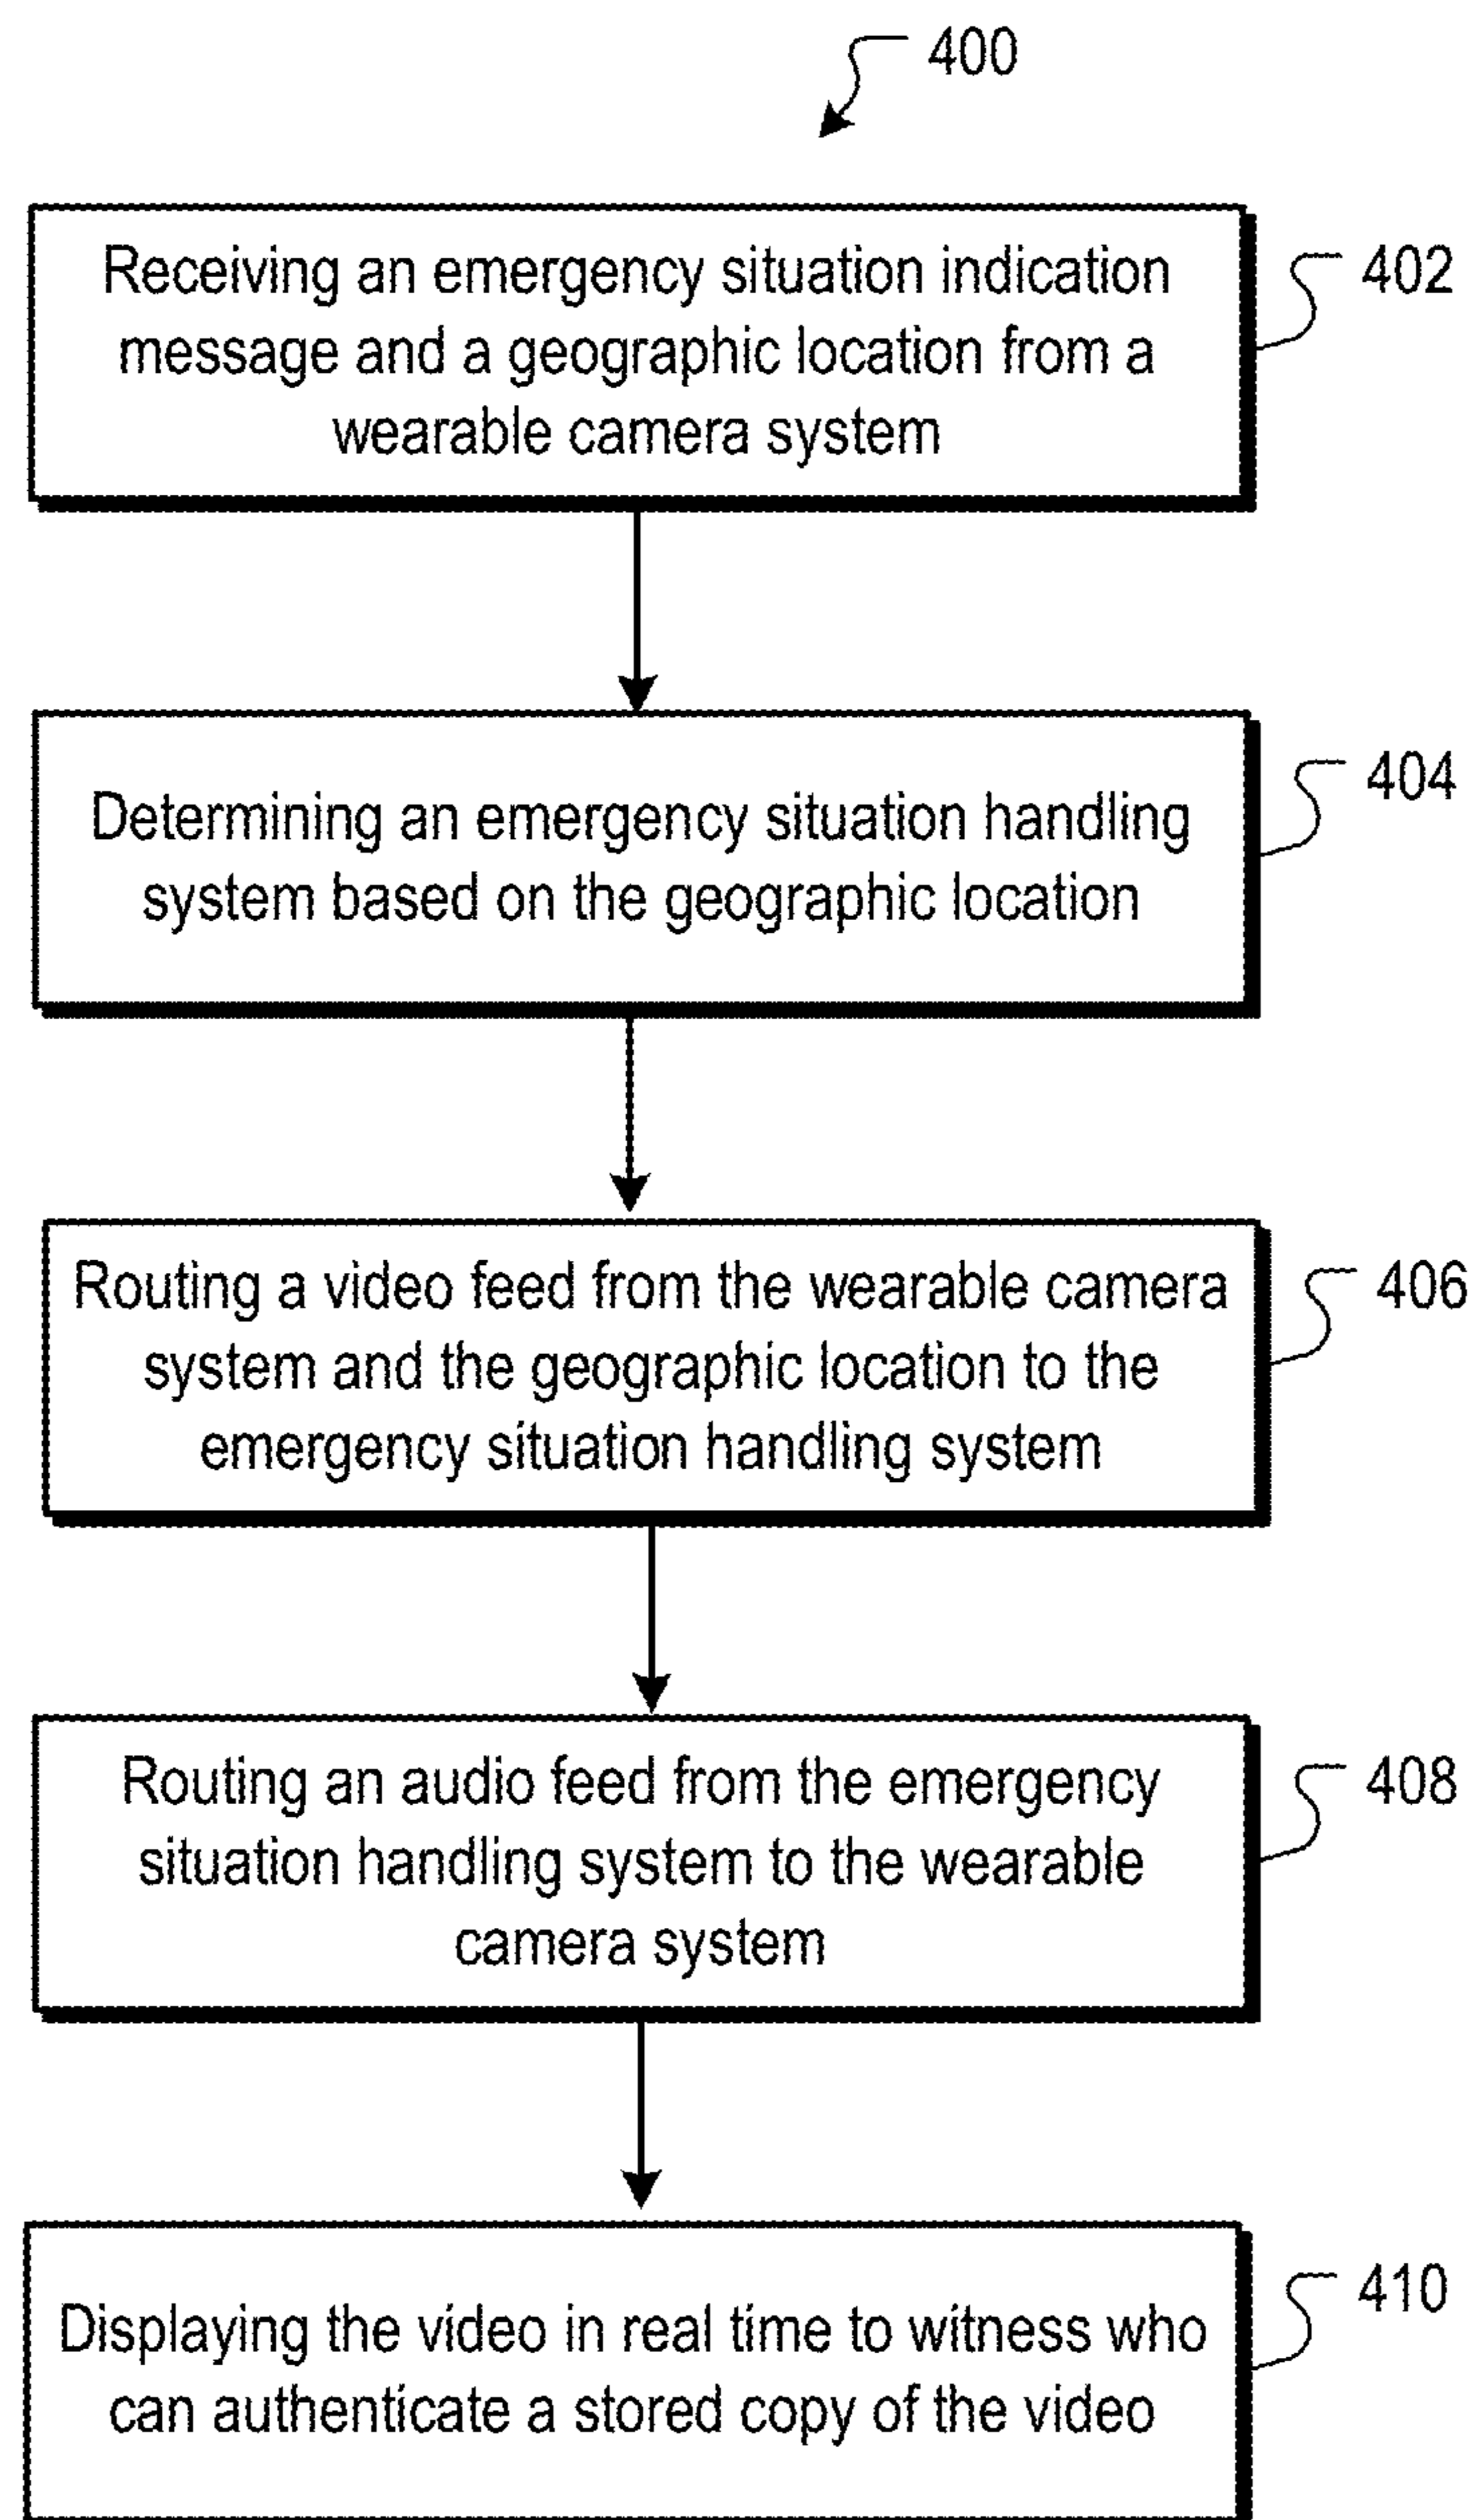 400
Receiving an emergency situation indication
message and a geographic location from a
wearable camera system
402
Determining an emergency situation handling
system based on the geographic location
404
Routing a video feed from the wearable camera
system and the geographic location to the
emergency situation handling system
406
Routing an audio feed from the emergency
situation handling system to the wearable
camera system
408
Displaying the video in real time to witness who
can authenticate a stored copy of the video
410